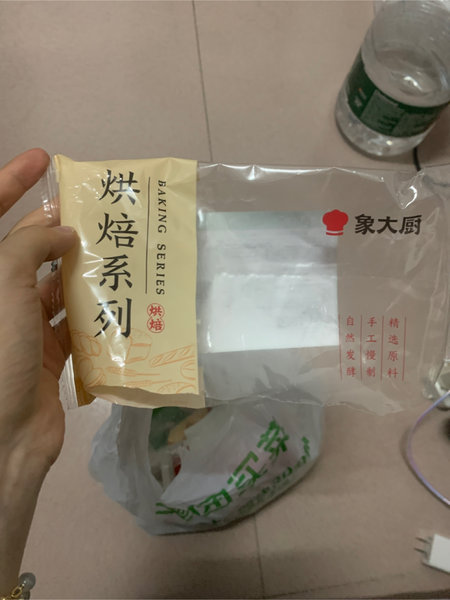 烘焙系列
BAKING SERIES
烘焙
象大厨
精选原料
手工慢制
自然发酵